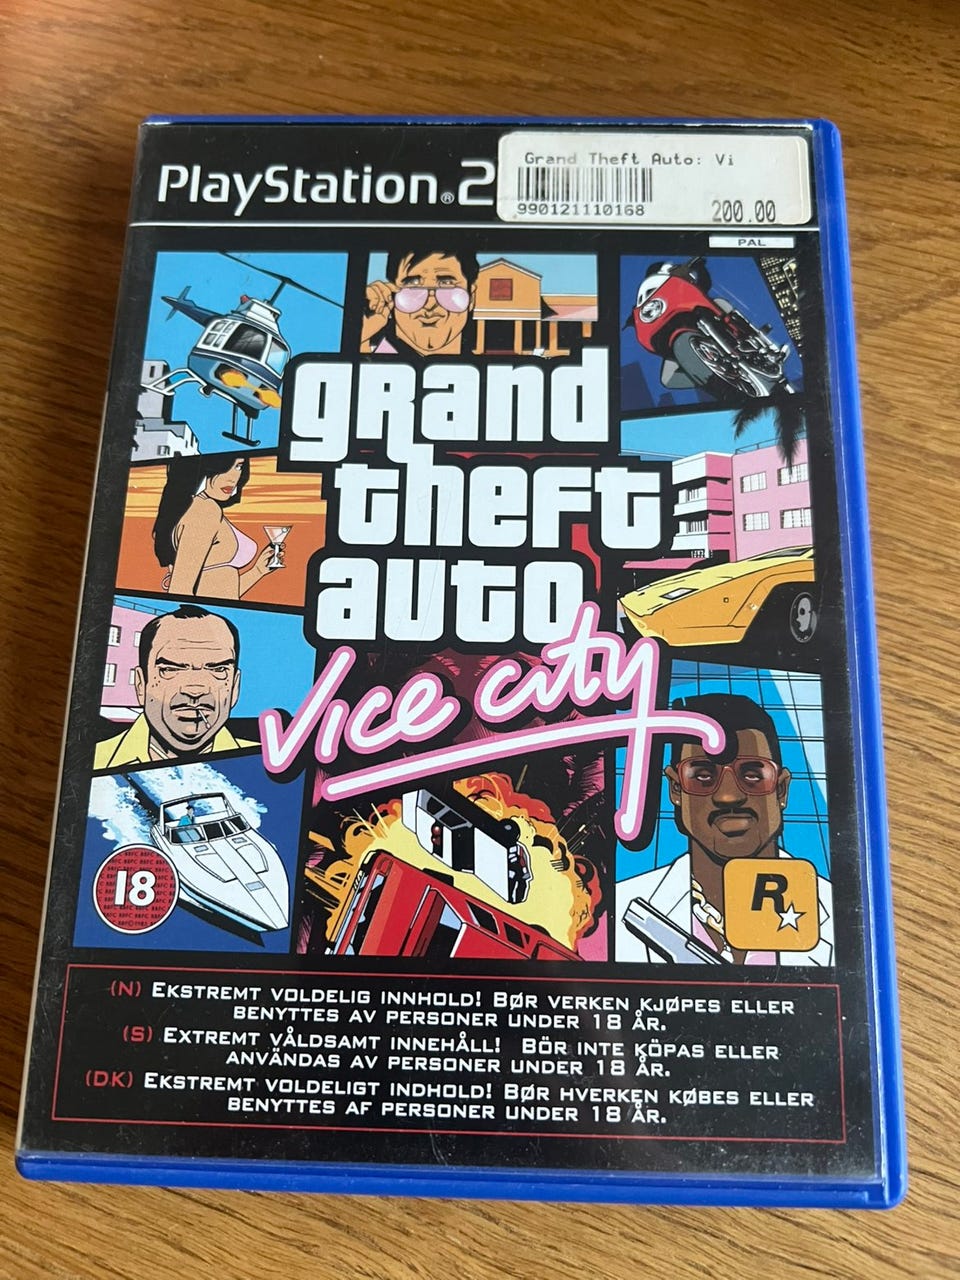 PlayStation®2
Grand Theft Auto: Vi
990121110168
200.00
PAL
grand
theft
auto
Vice City
18
R
(N) EKSTREMT VOLDELIG INNHOLD! BØR VERKEN KJØPES ELLER
BENYTTES AV PERSONER UNDER 18 ÅR.
(S) EXTREMT VÅLDSAMT INNEHÅLL! BÖR INTE KÖPAS ELLER
ANVÄNDAS AV PERSONER UNDER 18 ÅR.
(DK) EKSTREMT VOLDELIGT INDHOLD! BØR HVERKEN KØBES ELLER
BENYTTES AF PERSONER UNDER 18 ÅR.